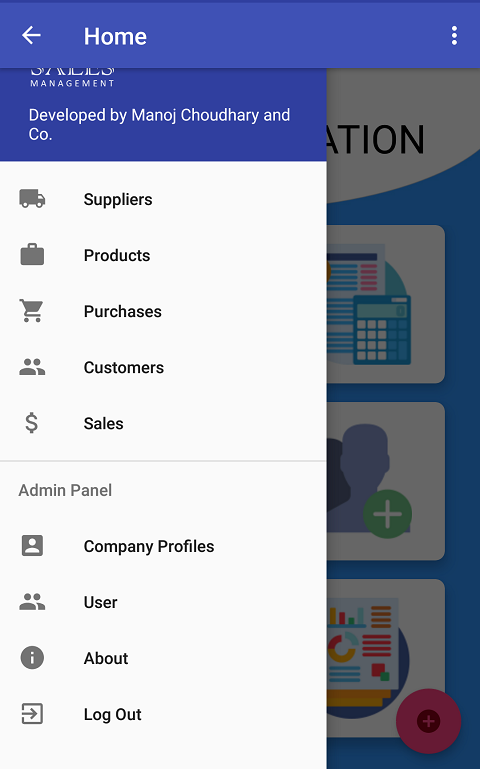 Home
SALES
MANAGEMENT
Developed by Manoj Choudhary and
Co.
ATION
Suppliers
Products
Purchases
Customers
Sales
Admin Panel
Company Profiles
User
About
Log Out